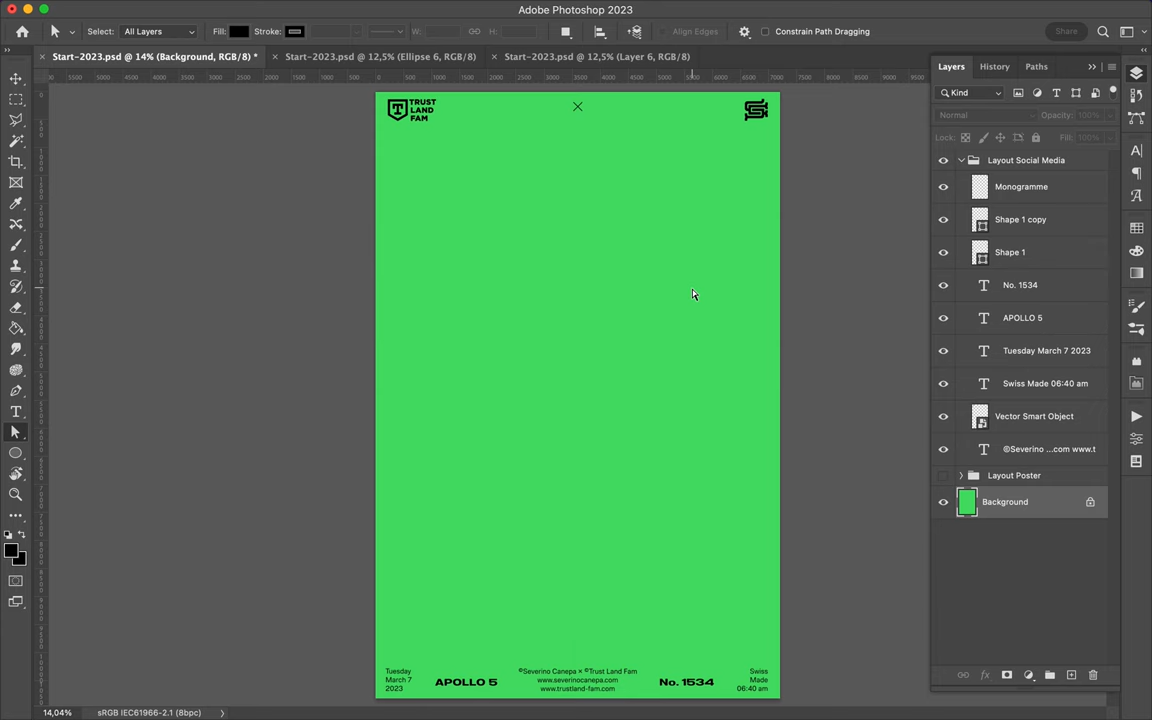 Adobe Photoshop 2023
Select: All Layers Fill: Stroke: W: H: Align Edges Constrain Path Dragging Share
Start-2023.psd @ 14% (Background, RGB/8) *
Start-2023.psd @ 12,5% (Ellipse 6, RGB/8)
Start-2023.psd @ 12,5% (Layer 6, RGB/8)
TRUST
LAND
FAM
Tuesday
March 7
2023
APOLLO 5
©Severino Canepa × ©Trust Land Fam
www.severinocanepa.com
www.trustland-fam.com
No. 1534
Swiss
Made
06:40 am
Layers History Paths
Kind
Normal Opacity: 100%
Lock: Fill: 100%
Layout Social Media
Monogramme
Shape 1 copy
Shape 1
No. 1534
APOLLO 5
Tuesday March 7 2023
Swiss Made 06:40 am
Vector Smart Object
©Severino ...com www.t
Layout Poster
Background
14,04% sRGB IEC61966-2.1 (8bpc)